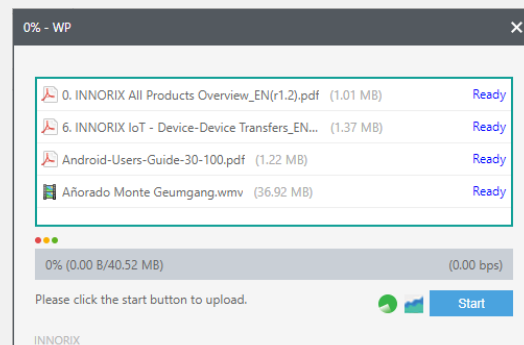 0% - WP
0. INNORIX All Products Overview_EN(r1.2).pdf (1.01 MB) Ready
6. INNORIX IoT - Device-Device Transfers_EN... (1.37 MB) Ready
Android-Users-Guide-30-100.pdf (1.22 MB) Ready
Añorado Monte Geumgang.wmv (36.92 MB) Ready
0% (0.00 B/40.52 MB) (0.00 bps)
Please click the start button to upload. Start
INNORIX